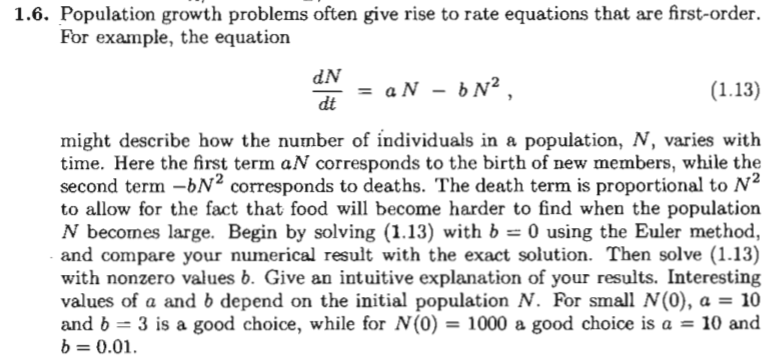 1.6. Population growth problems often give rise to rate equations that are first-order.
For example, the equation
dN/dt = a N − b N² , (1.13)
might describe how the number of individuals in a population, N, varies with
time. Here the first term aN corresponds to the birth of new members, while the
second term −bN² corresponds to deaths. The death term is proportional to N²
to allow for the fact that food will become harder to find when the population
N becomes large. Begin by solving (1.13) with b = 0 using the Euler method,
and compare your numerical result with the exact solution. Then solve (1.13)
with nonzero values b. Give an intuitive explanation of your results. Interesting
values of a and b depend on the initial population N. For small N(0), a = 10
and b = 3 is a good choice, while for N(0) = 1000 a good choice is a = 10 and
b = 0.01.